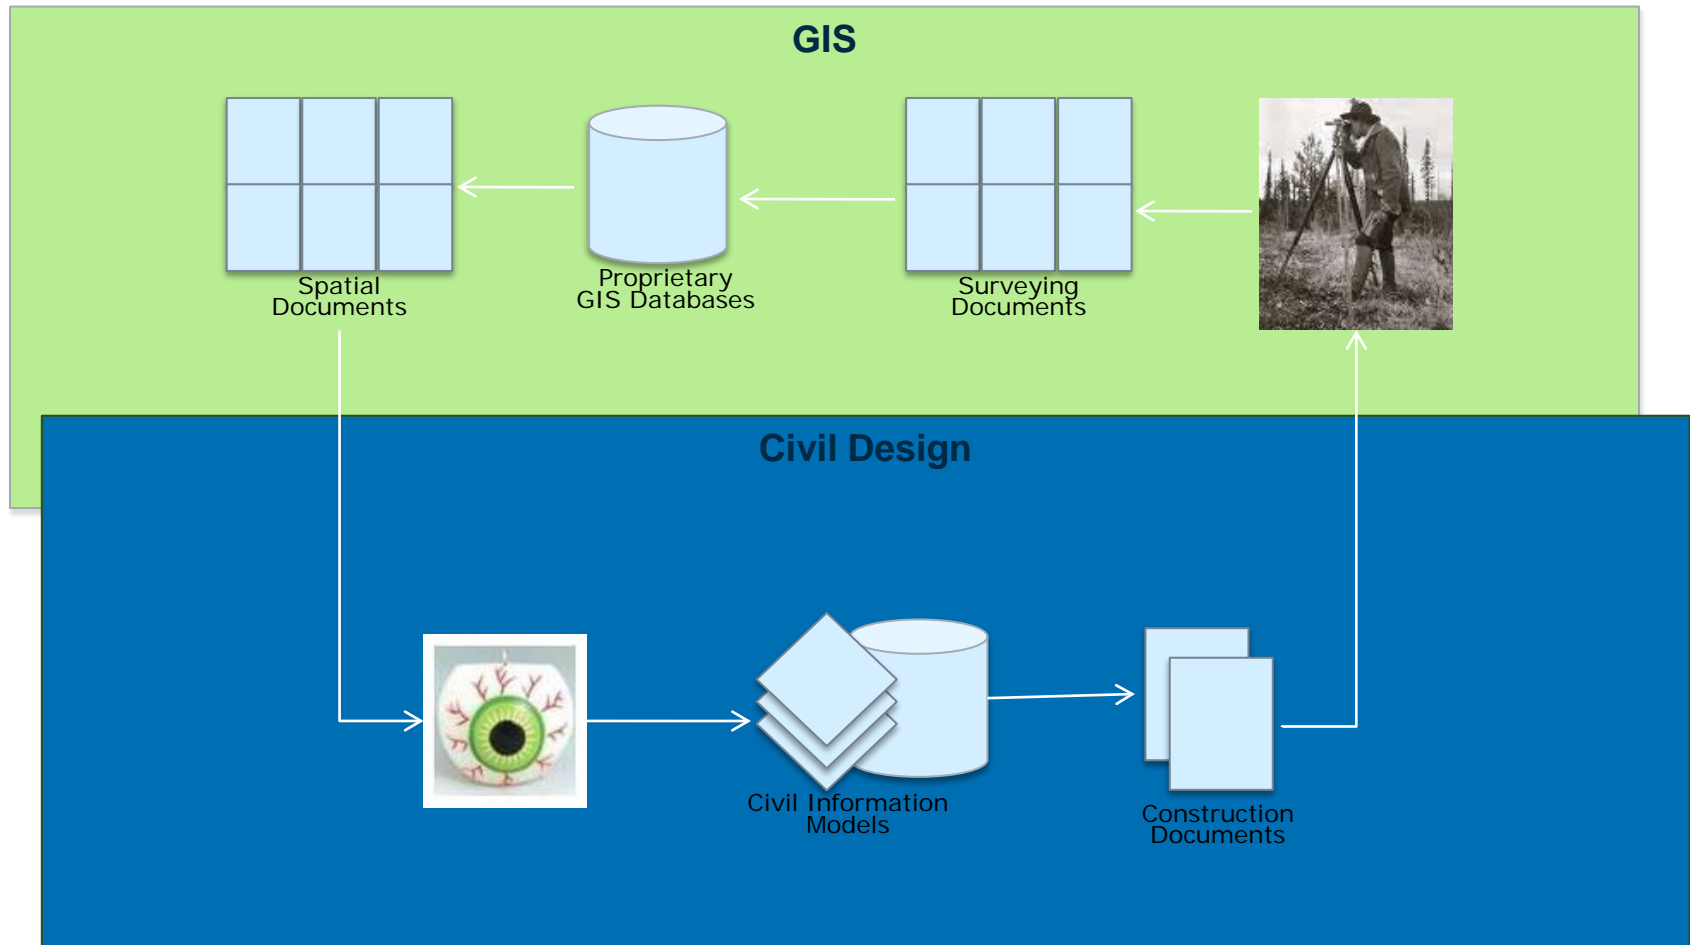 GIS
Spatial
Documents
Proprietary
GIS Databases
Surveying
Documents
Civil Design
Civil Information
Models
Construction
Documents